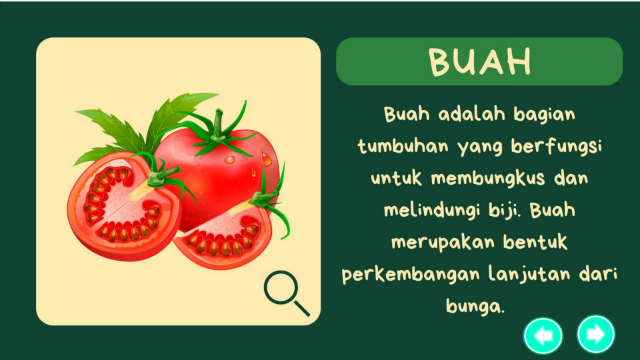 BUAH
Buah adalah bagian
tumbuhan yang berfungsi
untuk membungkus dan
melindungi biji. Buah
merupakan bentuk
perkembangan lanjutan dari
bunga.